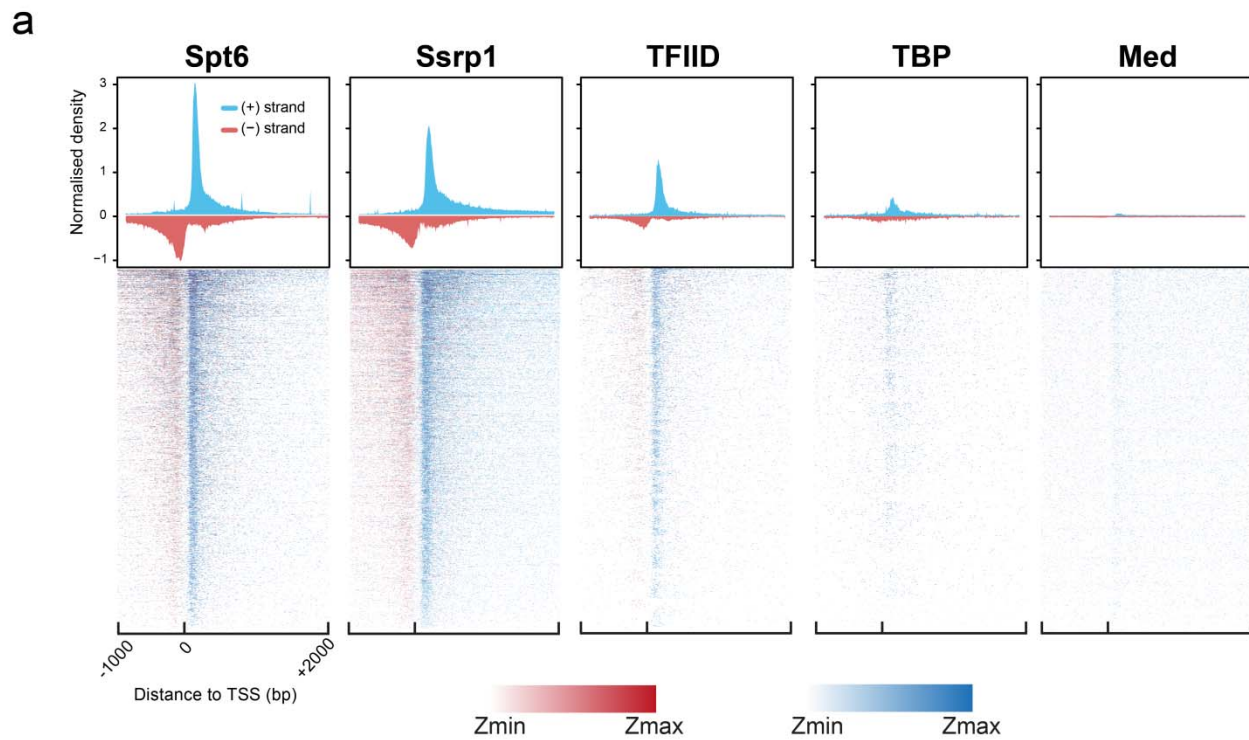 a
Spt6 Ssrp1 TFIID TBP Med
Normalised density
3
2
1
0
−1
(+) strand
(−) strand
-1000 0 +2000
Distance to TSS (bp)
Zmin Zmax Zmin Zmax